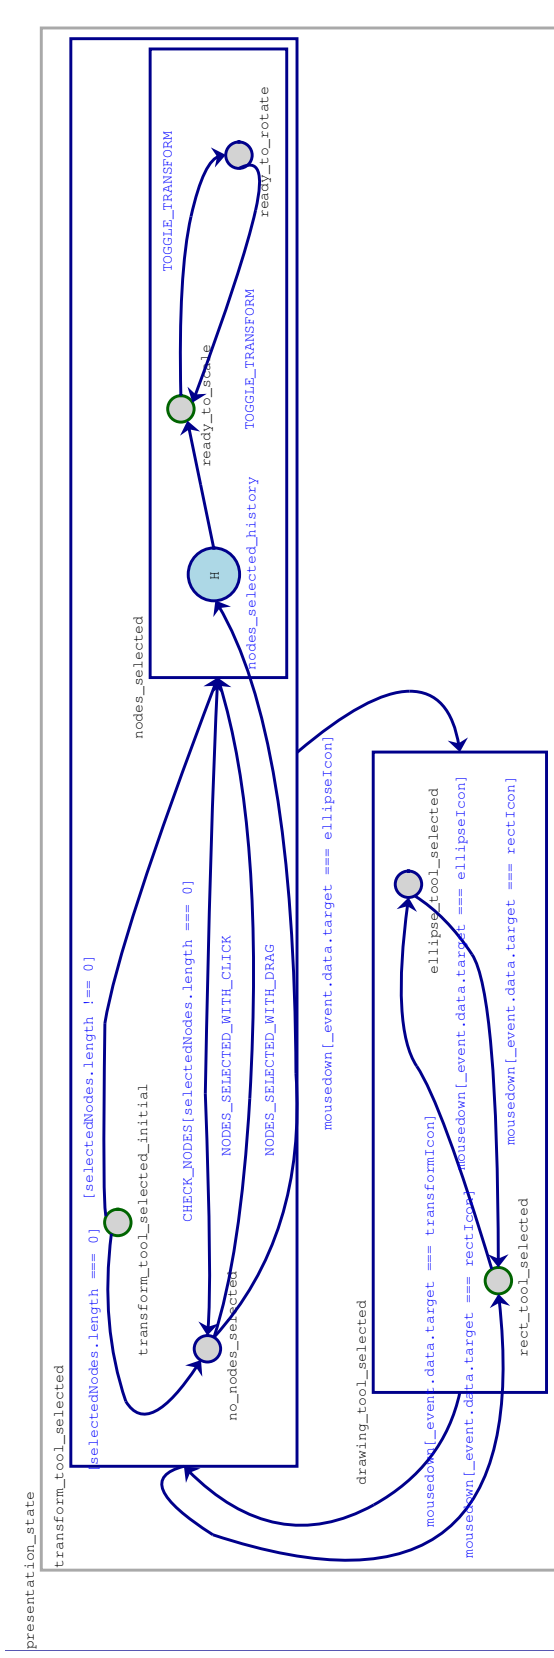 presentation_state
transform_tool_selected
[selectedNodes.length === 0]
[selectedNodes.length !== 0]
transform_tool_selected_initial
nodes_selected
TOGGLE_TRANSFORM
CHECK_NODES[selectedNodes.length === 0]
ready_to_scale
H
NODES_SELECTED_WITH_CLICK
no_nodes_selected
nodes_selected_history
TOGGLE_TRANSFORM
ready_to_rotate
NODES_SELECTED_WITH_DRAG
mousedown[_event.data.target === ellipseIcon]
drawing_tool_selected
mousedown[_event.data.target === transformIcon]
ellipse_tool_selected
mousedown[_event.data.target === ellipseIcon]
mousedown[_event.data.target === rectIcon]
mousedown[_event.data.target === rectIcon]
rect_tool_selected